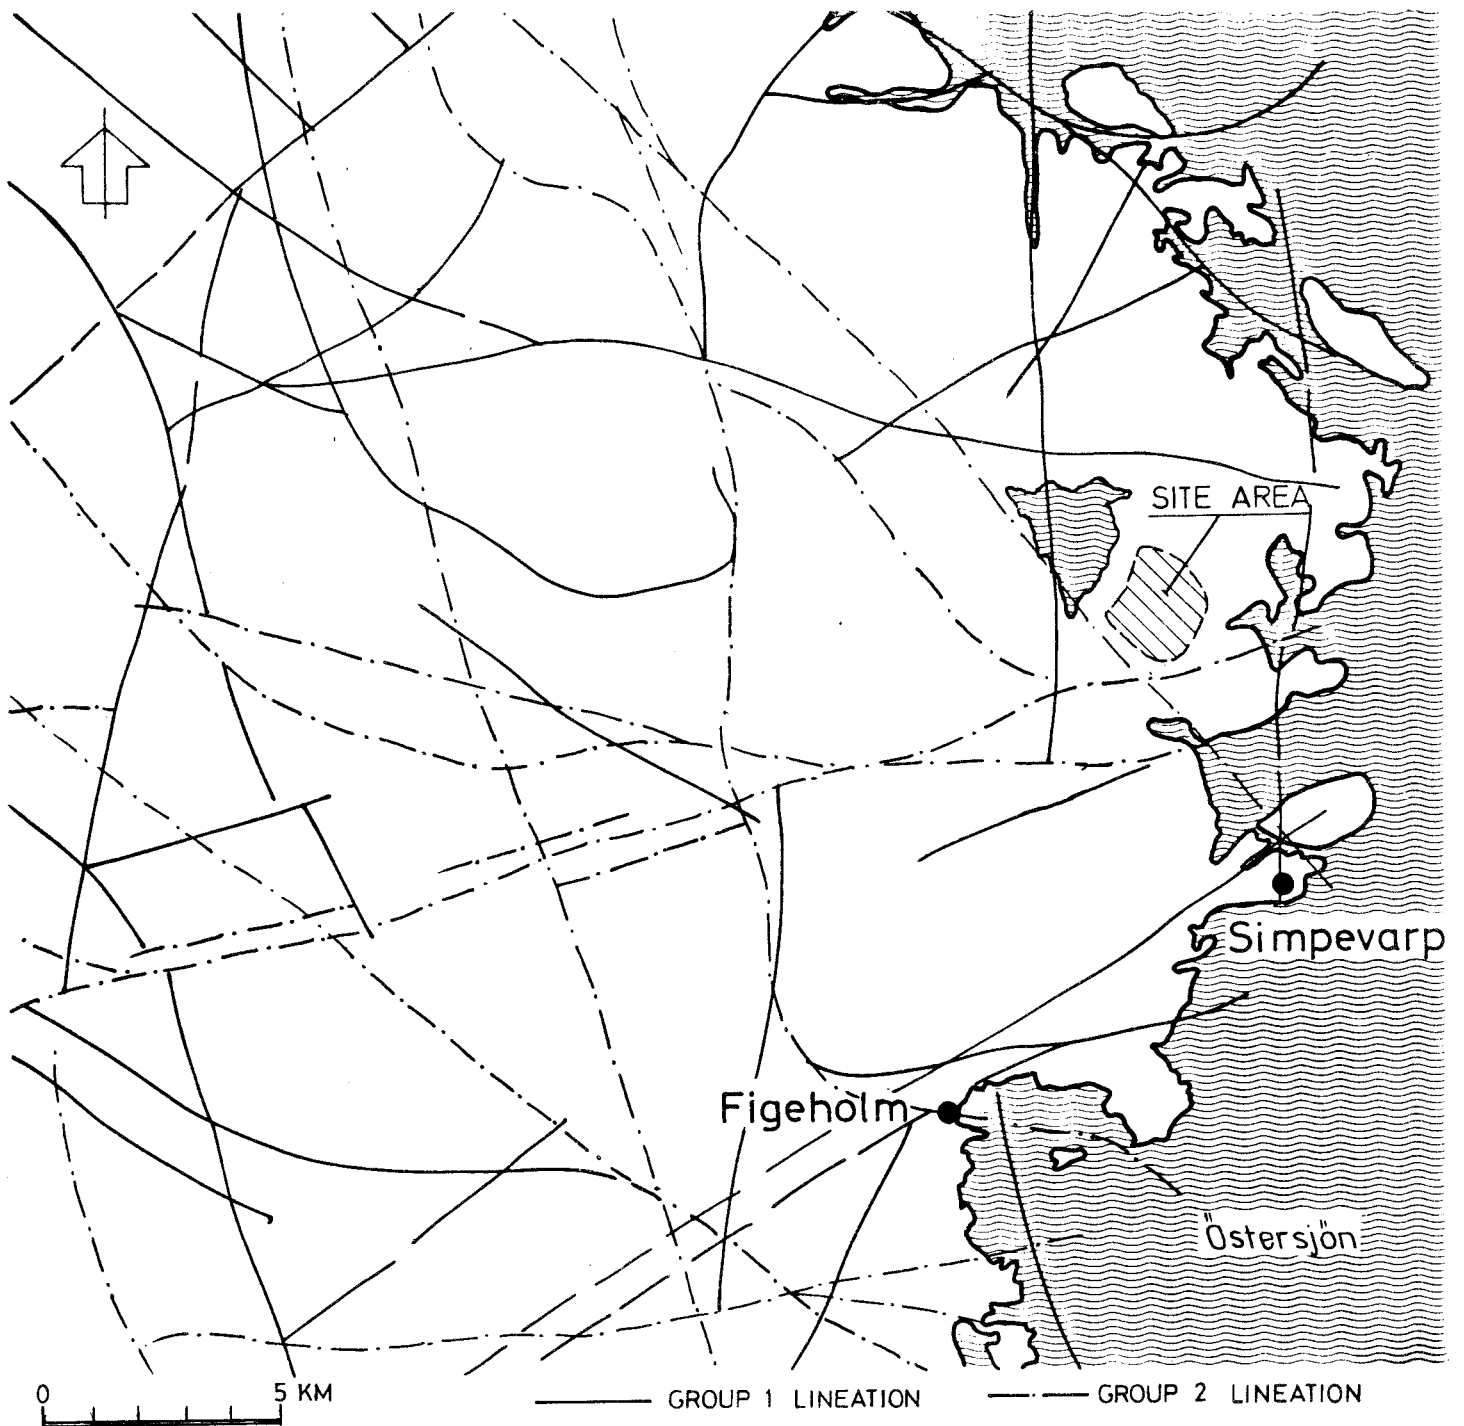 SITE AREA
Simpevarp
Figeholm
Östersjön
0 5 KM GROUP 1 LINEATION GROUP 2 LINEATION